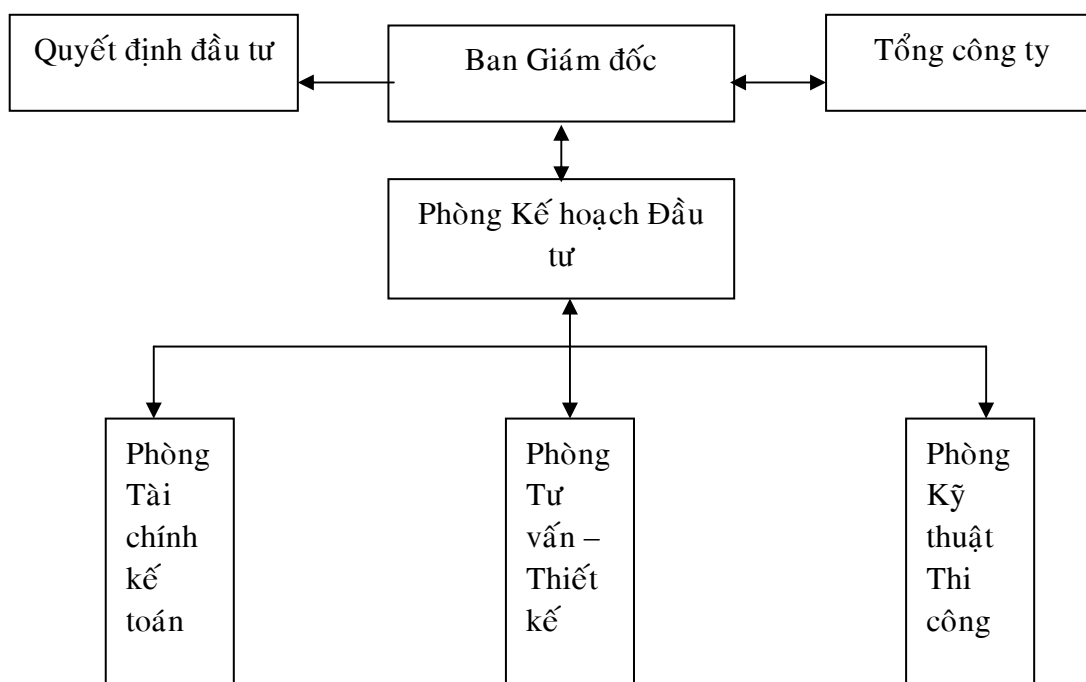 Quyết định đầu tư
Ban Giám đốc
Tổng công ty
Phòng Kế hoạch Đầu
tư
Phòng
Tài
chính
kế
toán
Phòng
Tư
vấn –
Thiết
kế
Phòng
Kỹ
thuật
Thi
công